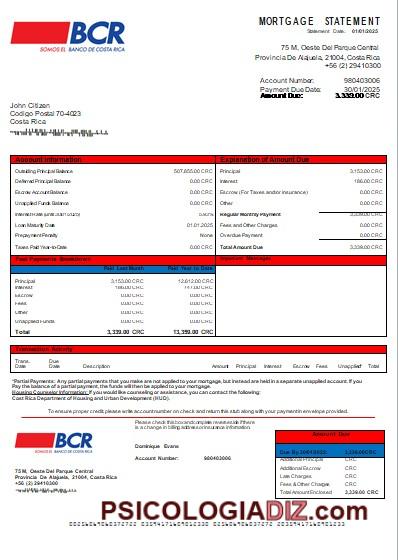 BCR
SOMOS EL BANCO DE COSTA RICA
MORTGAGE STATEMENT
Statement Date: 01/01/2025
75 M, Oeste Del Parque Central
Provincia De Alajuela, 21004, Costa Rica
+56 (2) 29410300
Account Number: 980403006
Payment Due Date: 30/01/2025
Amount Due: 3,339.00 CRC
John Citizen
Codigo Postal 70-4023
Costa Rica
Account Information
Outstanding Principal Balance 507,655.00 CRC
Deferred Principal Balance 0.00 CRC
Escrow Account Balance 0.00 CRC
Unapplied Funds Balance 0.00 CRC
Loan Maturity Date 01.01.2025
Prepayment Penalty None
Taxes Paid Year-to-Date 0.00 CRC
Explanation of Amount Due
Principal 3,153.00 CRC
Interest 186.00 CRC
Escrow (For Taxes and/or Insurance) 0.00 CRC
Regular Monthly Payment 3,339.00 CRC
Fees and Other Charges 0.00 CRC
Overdue Payment 0.00 CRC
Total Amount Due 3,339.00 CRC
Past Payments Breakdown
Paid Last Month Paid Year to Date
Principal 3,153.00 CRC 12,612.00 CRC
Interest 186.00 CRC 747.00 CRC
Escrow 0.00 CRC 0.00 CRC
Fees 0.00 CRC 0.00 CRC
Other 0.00 CRC 0.00 CRC
Unapplied Funds 0.00 CRC 0.00 CRC
Total 3,339.00 CRC 13,359.00 CRC
Important Messages
Transaction Activity
Trans. Date Due Date Description Amount Principal Interest Escrow Fees Unapplied* Total
*Partial Payments: Any partial payments that you make are not applied to your mortgage, but instead are held in a separate unapplied account. If you
Pay the balance of a partial payment, the funds will then be applied to your mortgage.
Housing Counselor Information: If you would like counseling or assistance, you can contact the following:
Costa Rica Department of Housing and Urban Development (HUD).
To ensure proper credit, please write account number on check and return this stub along with your payment in envelope provided.
BCR
SOMOS EL BANCO DE COSTA RICA
Please check this box and complete reverse side if there
is a change in billing address or insurance information.
Dominique Evans
Account Number: 980403006
75 M, Oeste Del Parque Central
Provincia De Alajuela, 21004, Costa Rica
+56 (2) 29410300
Amount Due
Due By 30/01/2025: 3,339.00 CRC
Additional Principal CRC
Additional Escrow CRC
Late Charges CRC
Fees & Other Charges CRC
Total Amount Enclosed 3,339.00 CRC
PSICOLOGIADIZ.com